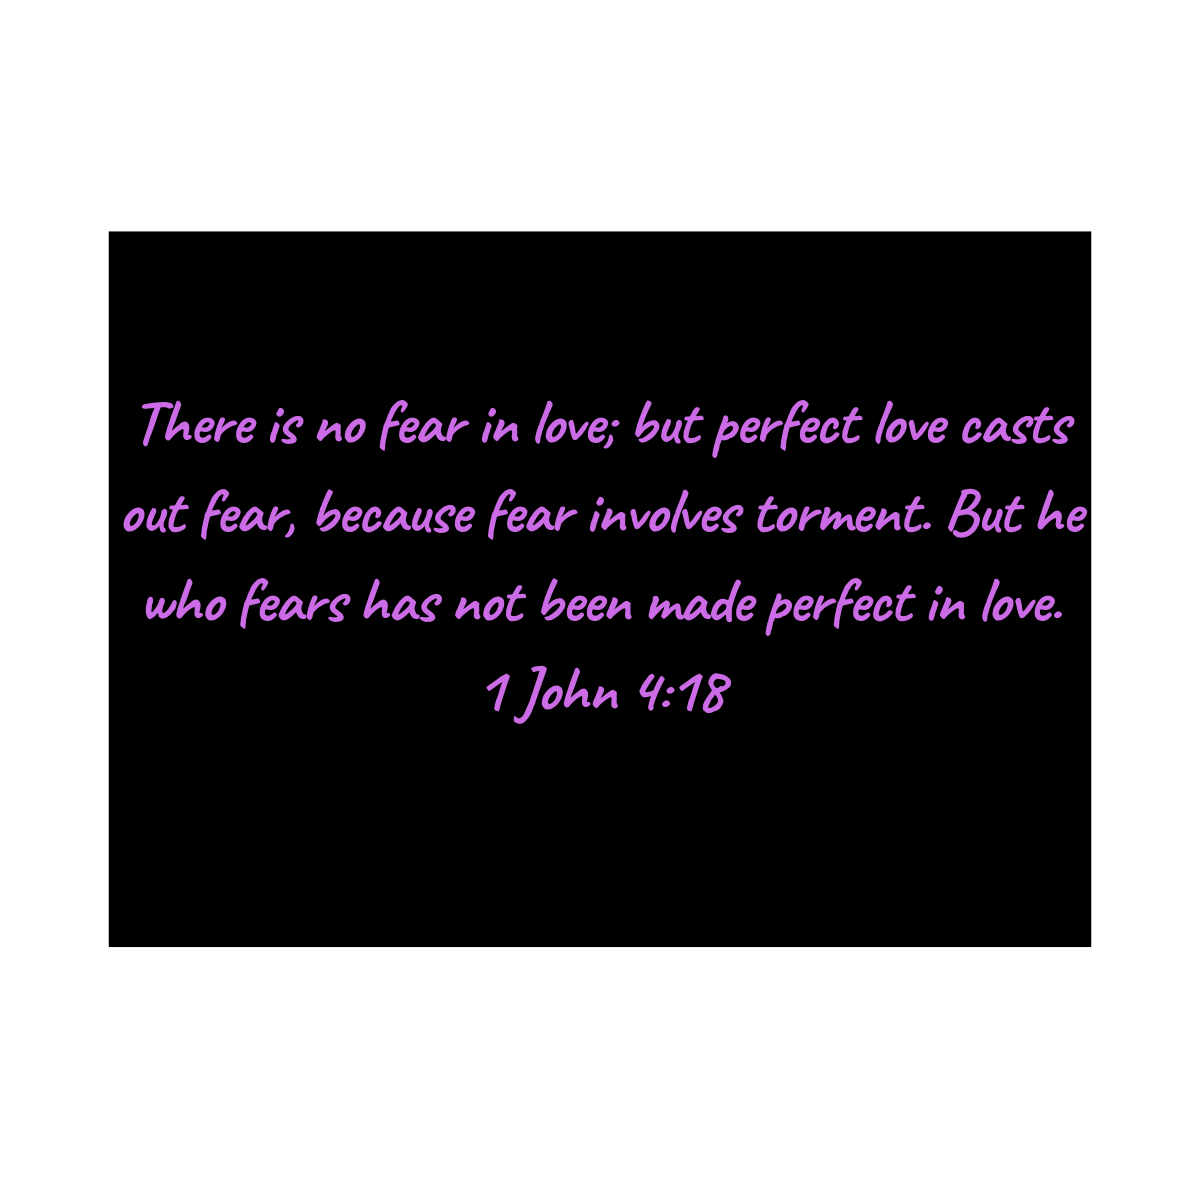 There is no fear in love; but perfect love casts
out fear, because fear involves torment. But he
who fears has not been made perfect in love.
1 John 4:18